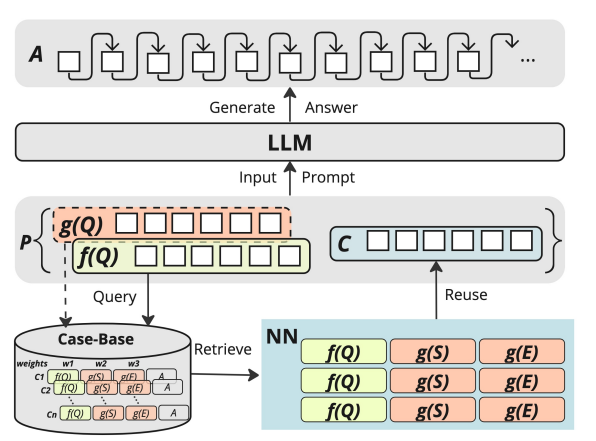 A
...
Generate Answer
LLM
Input Prompt
P
g(Q)
f(Q)
C
Query
Reuse
Case-Base
weights w1 w2 w3
C1 f(Q) g(S) g(E) A
C2 f(Q) g(S) g(E) A
Cn f(Q) g(S) g(E) A
Retrieve
NN
f(Q) g(S) g(E)
f(Q) g(S) g(E)
f(Q) g(S) g(E)